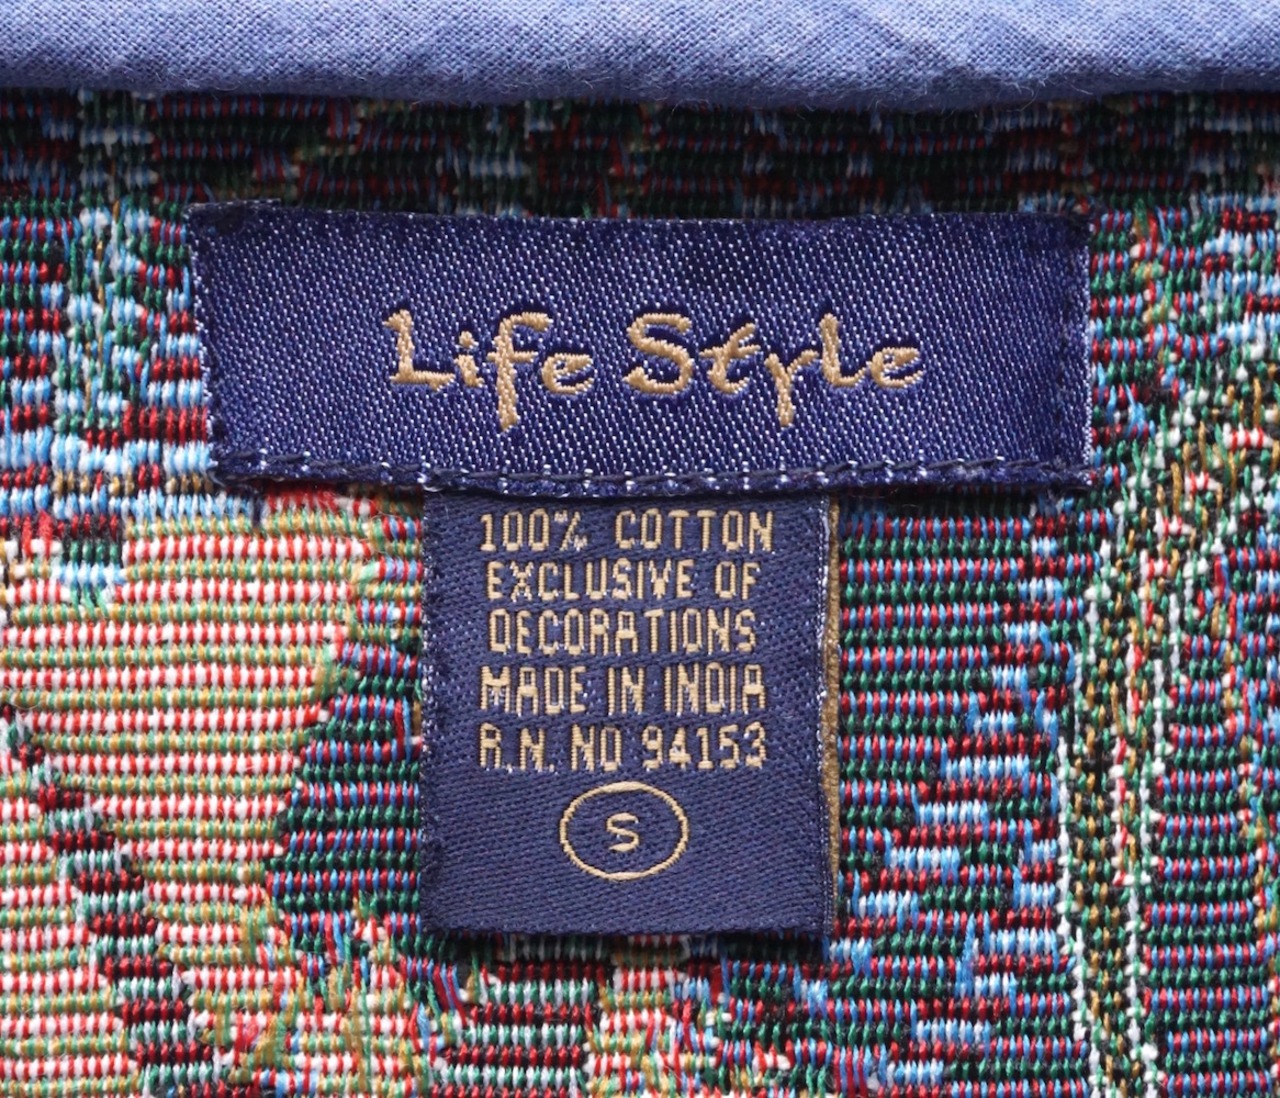 Life Style
100% COTTON
EXCLUSIVE OF
DECORATIONS
MADE IN INDIA
R.N. NO 94153
S